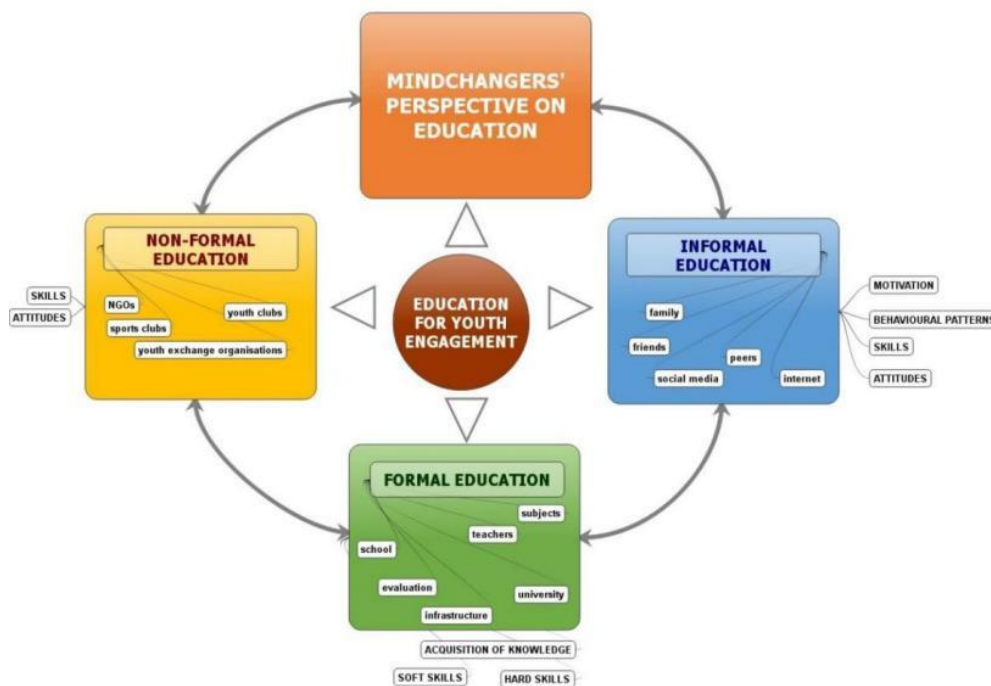 MINDCHANGERS'
PERSPECTIVE ON
EDUCATION
NON-FORMAL
EDUCATION
SKILLS
ATTITUDES
NGOs
youth clubs
sports clubs
youth exchange organisations
EDUCATION
FOR YOUTH
ENGAGEMENT
INFORMAL
EDUCATION
family
friends
peers
social media
internet
MOTIVATION
BEHAVIOURAL PATTERNS
SKILLS
ATTITUDES
FORMAL EDUCATION
subjects
teachers
school
evaluation
university
infrastructure
ACQUISITION OF KNOWLEDGE
SOFT SKILLS
HARD SKILLS